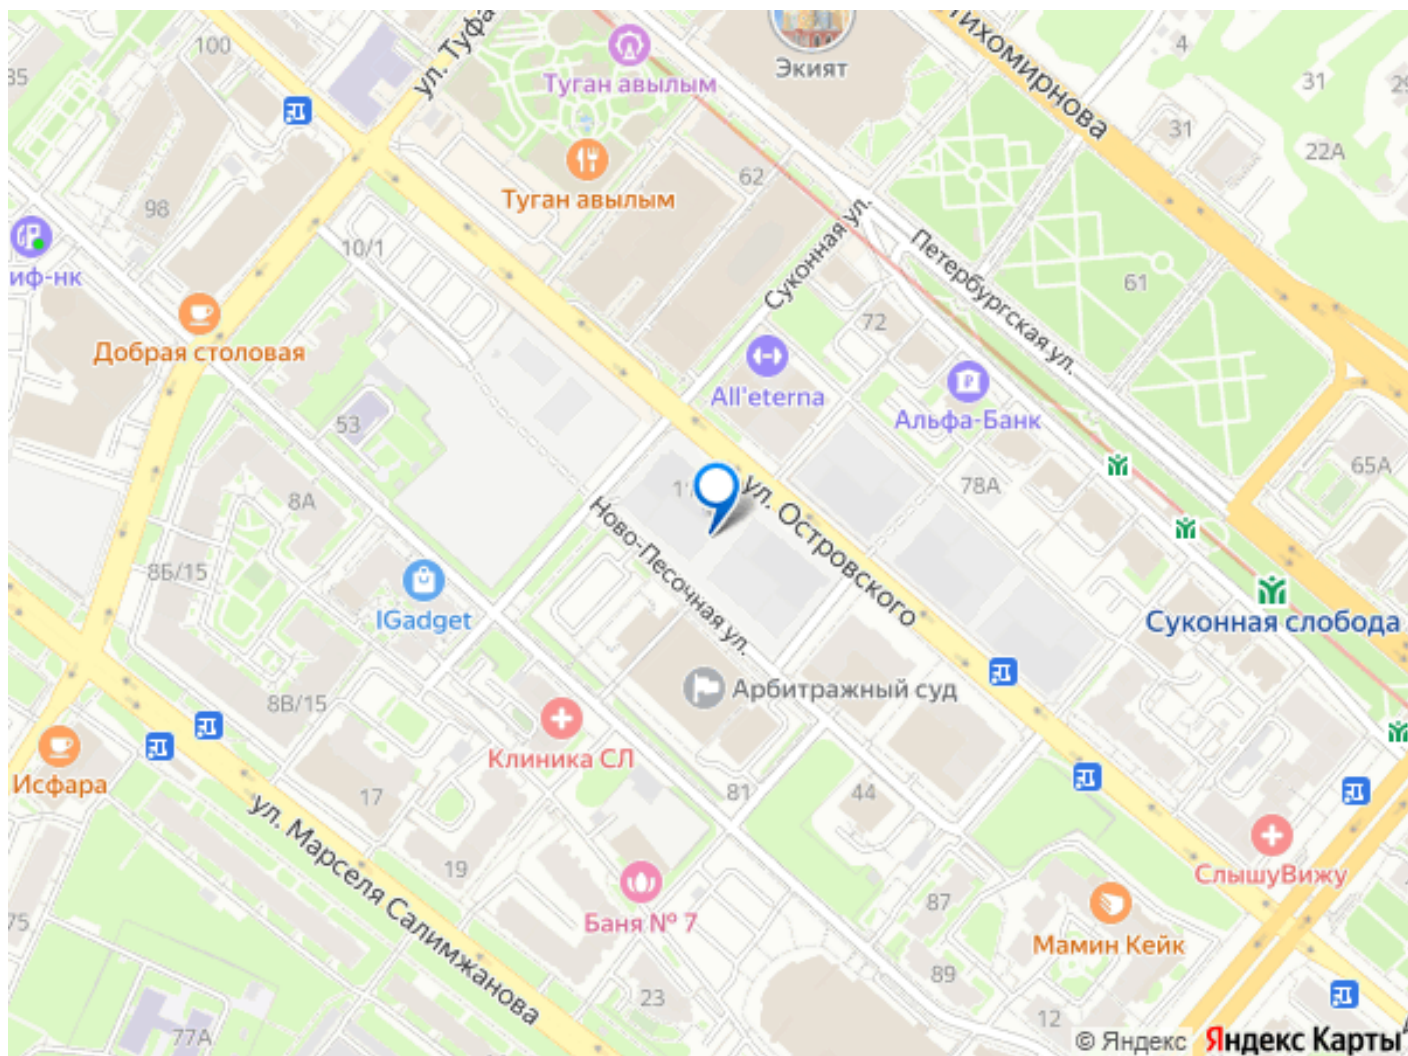 100
ул. Туфа
Туган авылым
Экият
Тихомирнова
4
31
29
35
31
22А
Туган авылым
62
98
10/1
Суконная ул.
Петербургская ул.
61
иф-нк
72
Добрая столовая
All'eterna
Альфа-Банк
53
65А
78А
8А
ул. Островского
Ново-Песочная ул.
8Б/15
IGadget
Суконная слобода
Арбитражный суд
8В/15
Клиника СЛ
Исфара
17
81
44
ул. Марселя Салимжанова
СлышуВижу
19
87
Баня № 7
Мамин Кейк
75
89
23
12
77А
© Яндекс Яндекс Карты